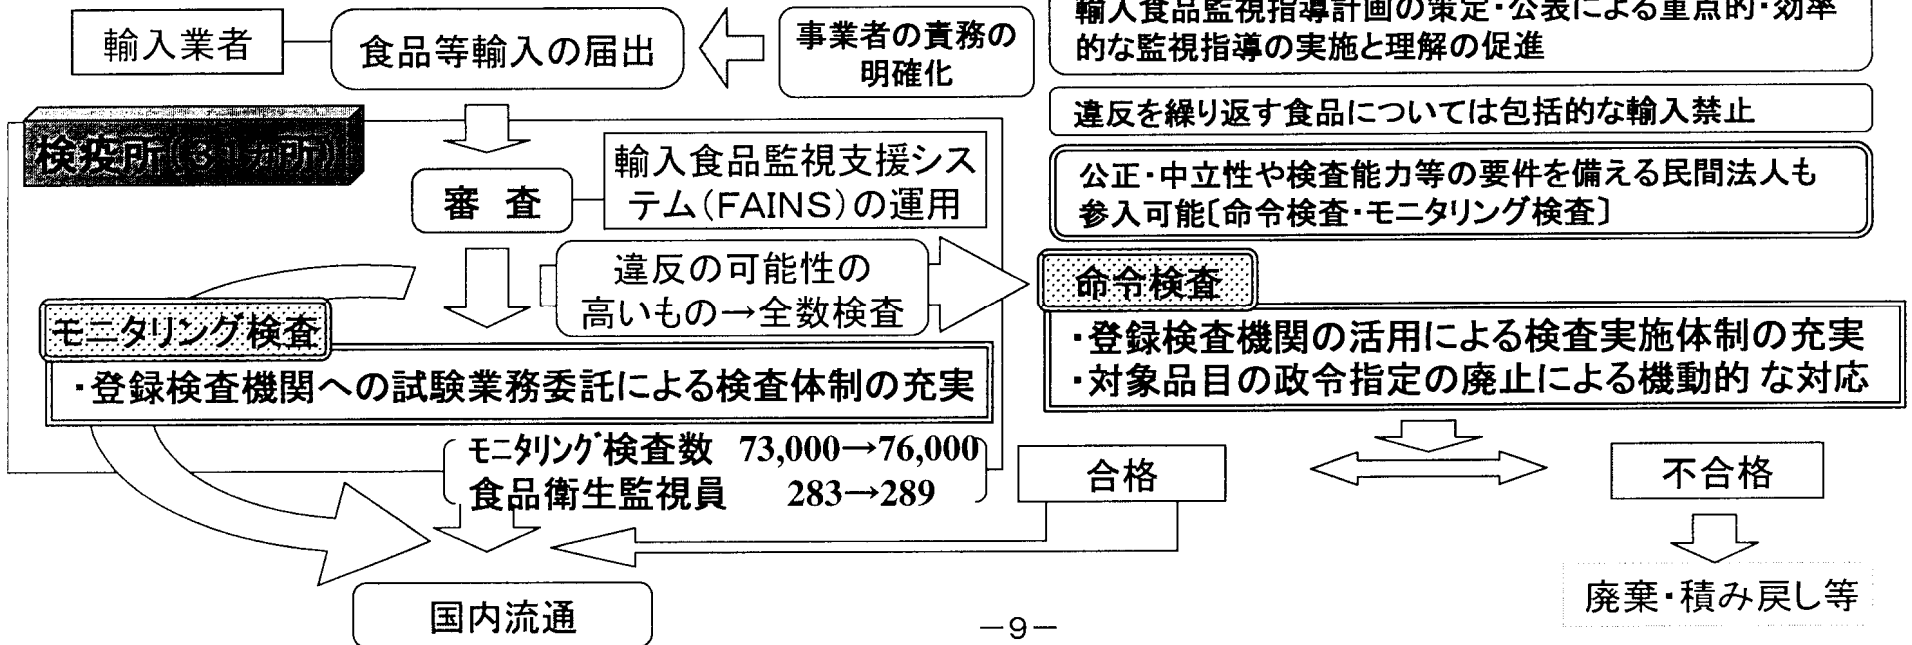 輸入業者
食品等輸入の届出
事業者の責務の
明確化
輸入食品監視指導計画の策定・公表による重点的・効率
的な監視指導の実施と理解の促進
違反を繰り返す食品については包括的な輸入禁止
公正・中立性や検査能力等の要件を備える民間法人も
参入可能〔命令検査・モニタリング検査〕
検疫所(31カ所)
審 査
輸入食品監視支援シス
テム(FAINS)の運用
違反の可能性の
高いもの→全数検査
モニタリング検査
・登録検査機関への試験業務委託による検査体制の充実
モニタリング検査数 73,000→76,000
食品衛生監視員 283→289
命令検査
・登録検査機関の活用による検査実施体制の充実
・対象品目の政令指定の廃止による機動的 な対応
合格
不合格
廃棄・積み戻し等
国内流通
－9－